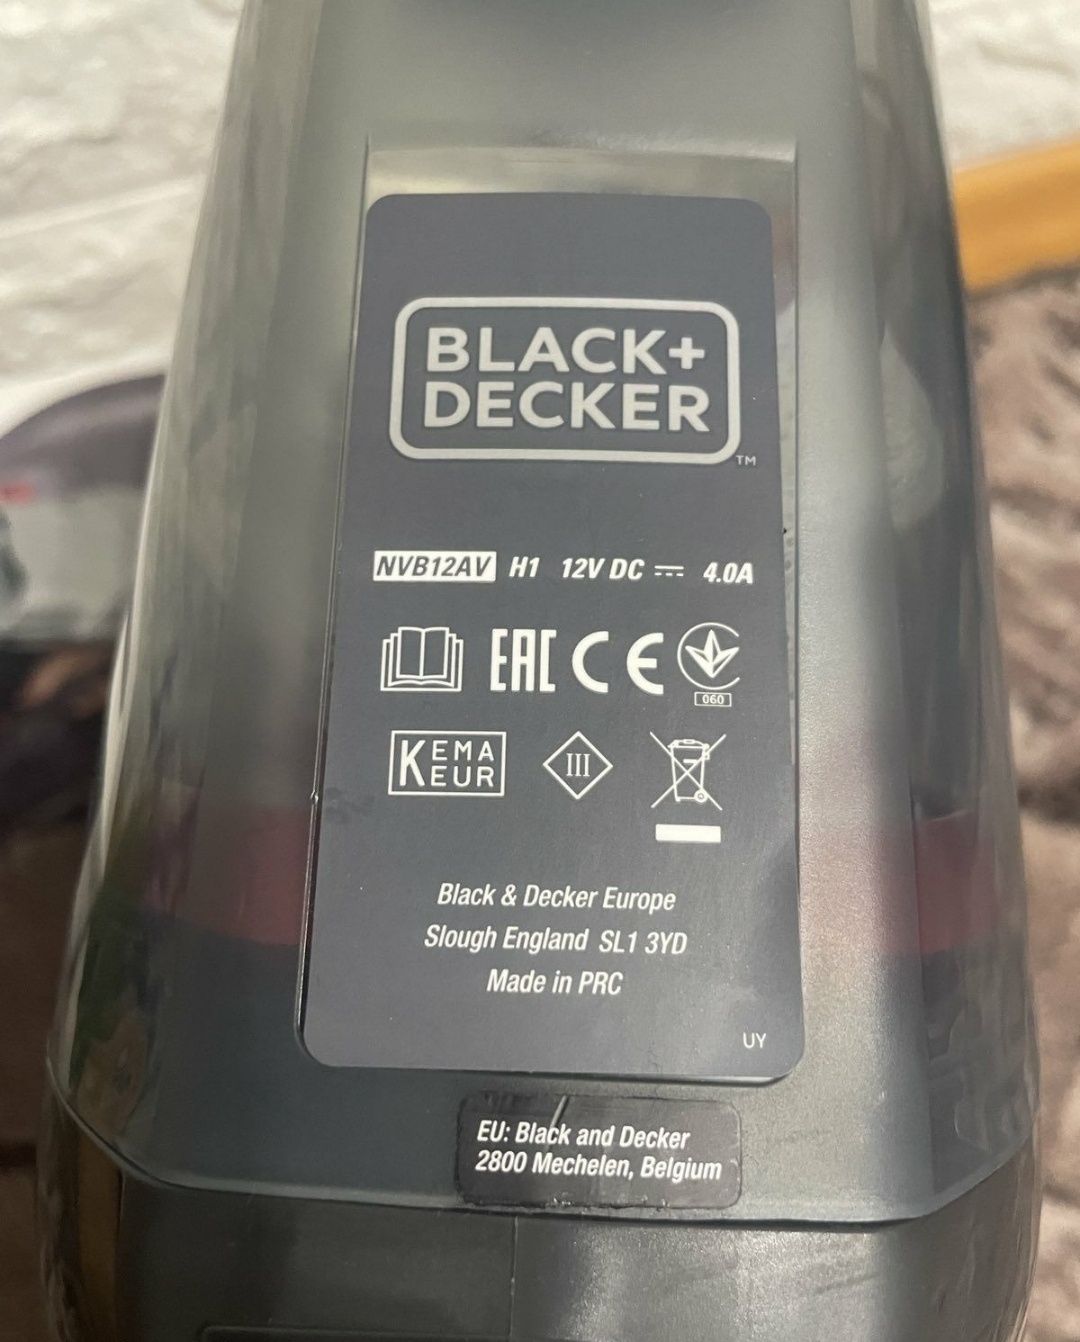 BLACK+
DECKER
TM
NVB12AV H1 12V DC 4.0A
EAC CE
060
KEMA
EUR
III
Black & Decker Europe
Slough England SL1 3YD
Made in PRC
UY
EU: Black and Decker
2800 Mechelen, Belgium